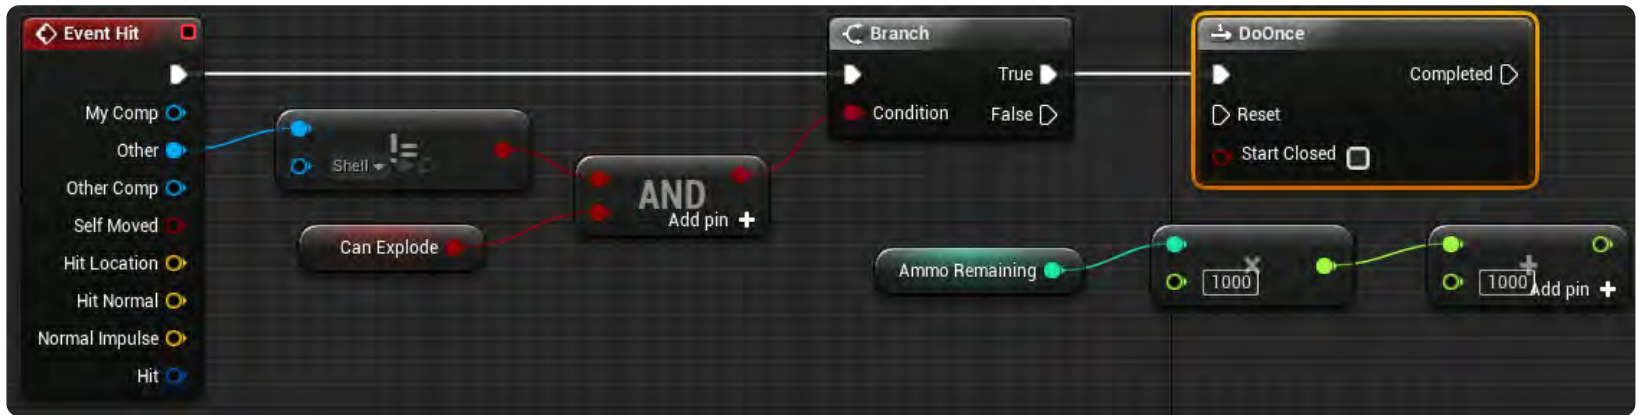 Event Hit
My Comp
Other
Other Comp
Self Moved
Hit Location
Hit Normal
Normal Impulse
Hit
Shell
!=
Can Explode
AND
Add pin +
Branch
True
Condition
False
DoOnce
Completed
Reset
Start Closed
Ammo Remaining
×
1000
+
1000
Add pin +